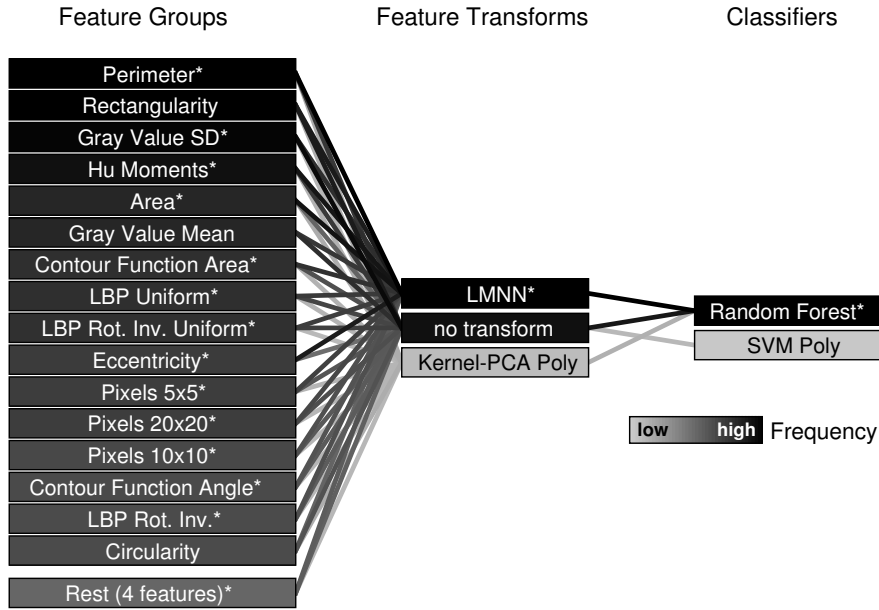 Feature Groups
Feature Transforms
Classifiers
Perimeter*
Rectangularity
Gray Value SD*
Hu Moments*
Area*
Gray Value Mean
Contour Function Area*
LBP Uniform*
LBP Rot. Inv. Uniform*
Eccentricity*
Pixels 5x5*
Pixels 20x20*
Pixels 10x10*
Contour Function Angle*
LBP Rot. Inv.*
Circularity
Rest (4 features)*
LMNN*
no transform
Kernel-PCA Poly
Random Forest*
SVM Poly
low high Frequency